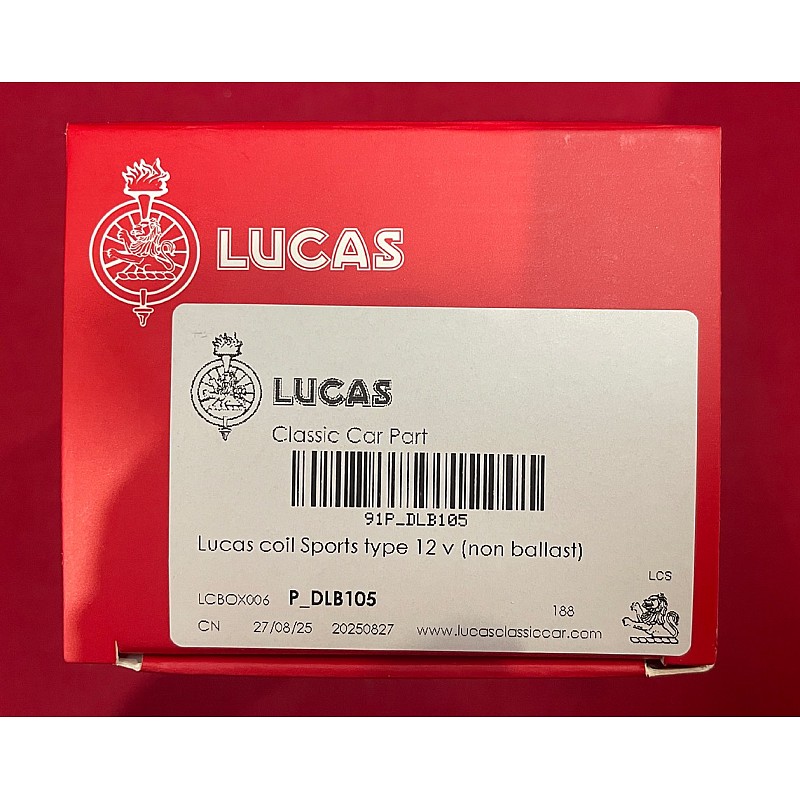 LUCAS
LUCAS
Classic Car Part
91P_DLB105
Lucas coil Sports type 12 v (non ballast)
LCS
LCBOX006 P_DLB105
188
CN 27/08/25 20250827 www.lucasclassiccar.com